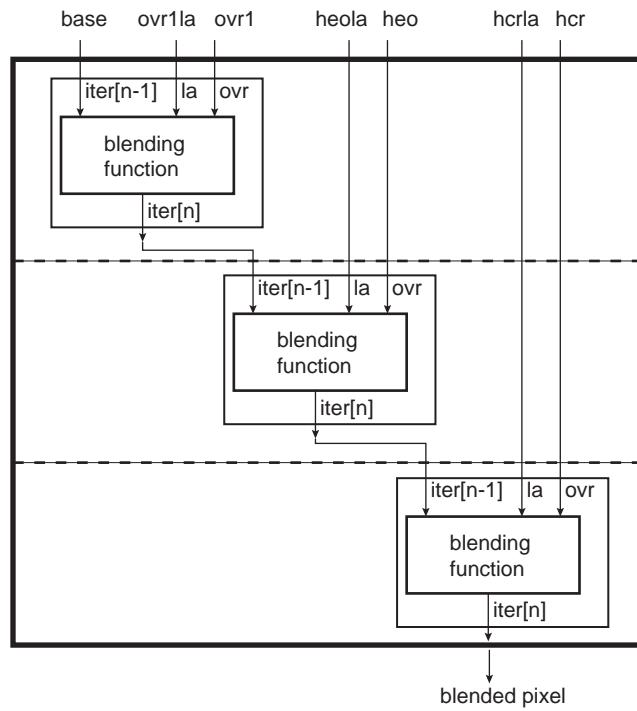 base ovr1la ovr1 heola heo hcrla hcr
iter[n-1] la ovr
blending
function
iter[n]
iter[n-1] la ovr
blending
function
iter[n]
iter[n-1] la ovr
blending
function
iter[n]
blended pixel